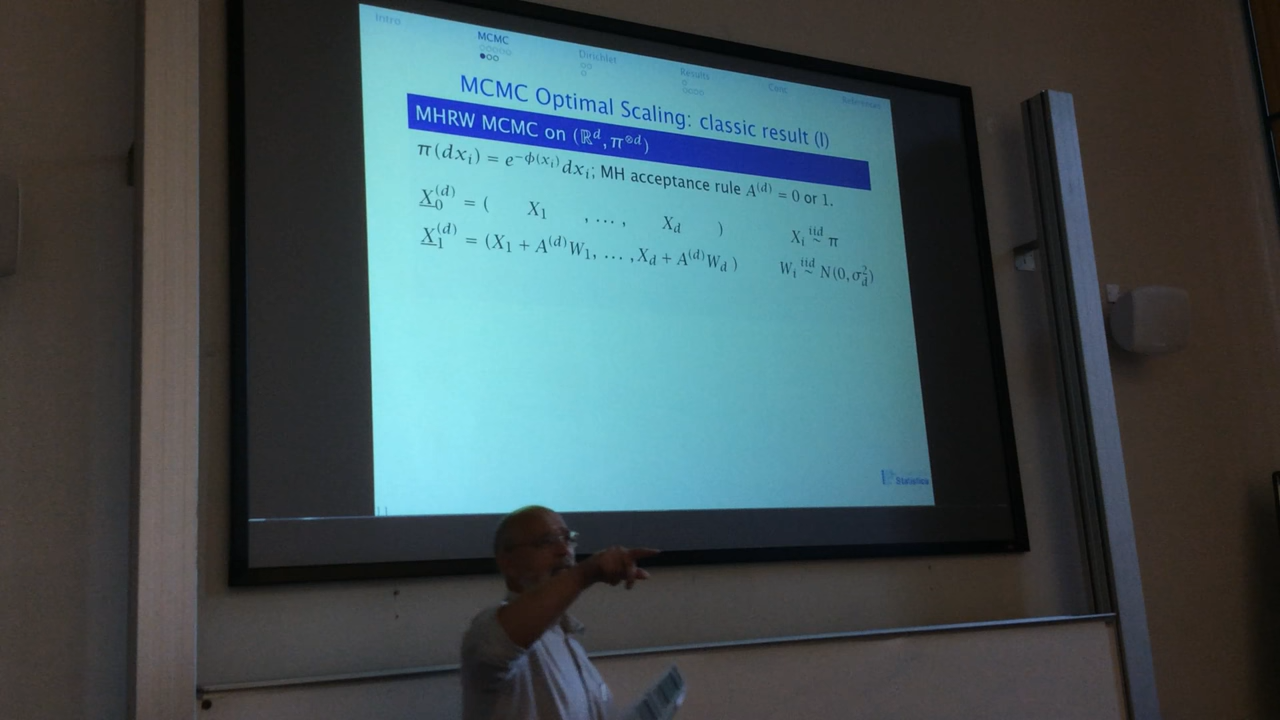 Intro
MCMC
Dirichlet
Results
Conc
References
MCMC Optimal Scaling: classic result (I)
MHRW MCMC on (ℝ^d, π^{⊗d})
π(dx_i) = e^{−ϕ(x_i)} dx_i; MH acceptance rule A^{(d)} = 0 or 1.
X_0^{(d)} = ( X_1 , …, X_d ) X_i iid ~ π
X_1^{(d)} = (X_1 + A^{(d)}W_1, …, X_d + A^{(d)}W_d ) W_i iid ~ N(0, σ_d^2)
Statistics